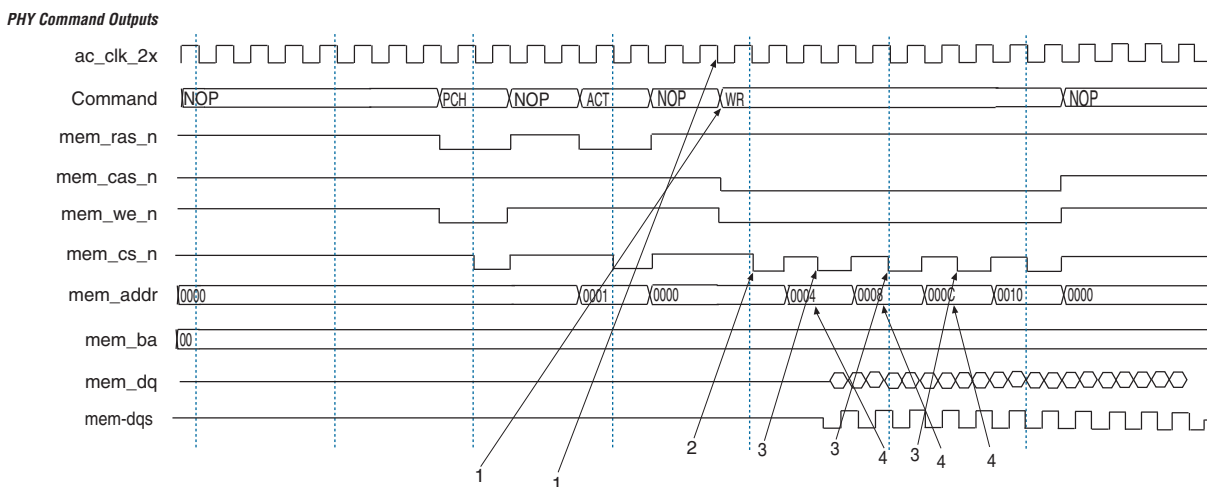 PHY Command Outputs
ac_clk_2x
Command NOP PCH NOP ACT NOP WR NOP
mem_ras_n
mem_cas_n
mem_we_n
mem_cs_n
mem_addr 0000 0001 0000 0004 0008 000C 0010 0000
mem_ba 00
mem_dq
mem-dqs
1 1 2 3 4 3 4 3 4